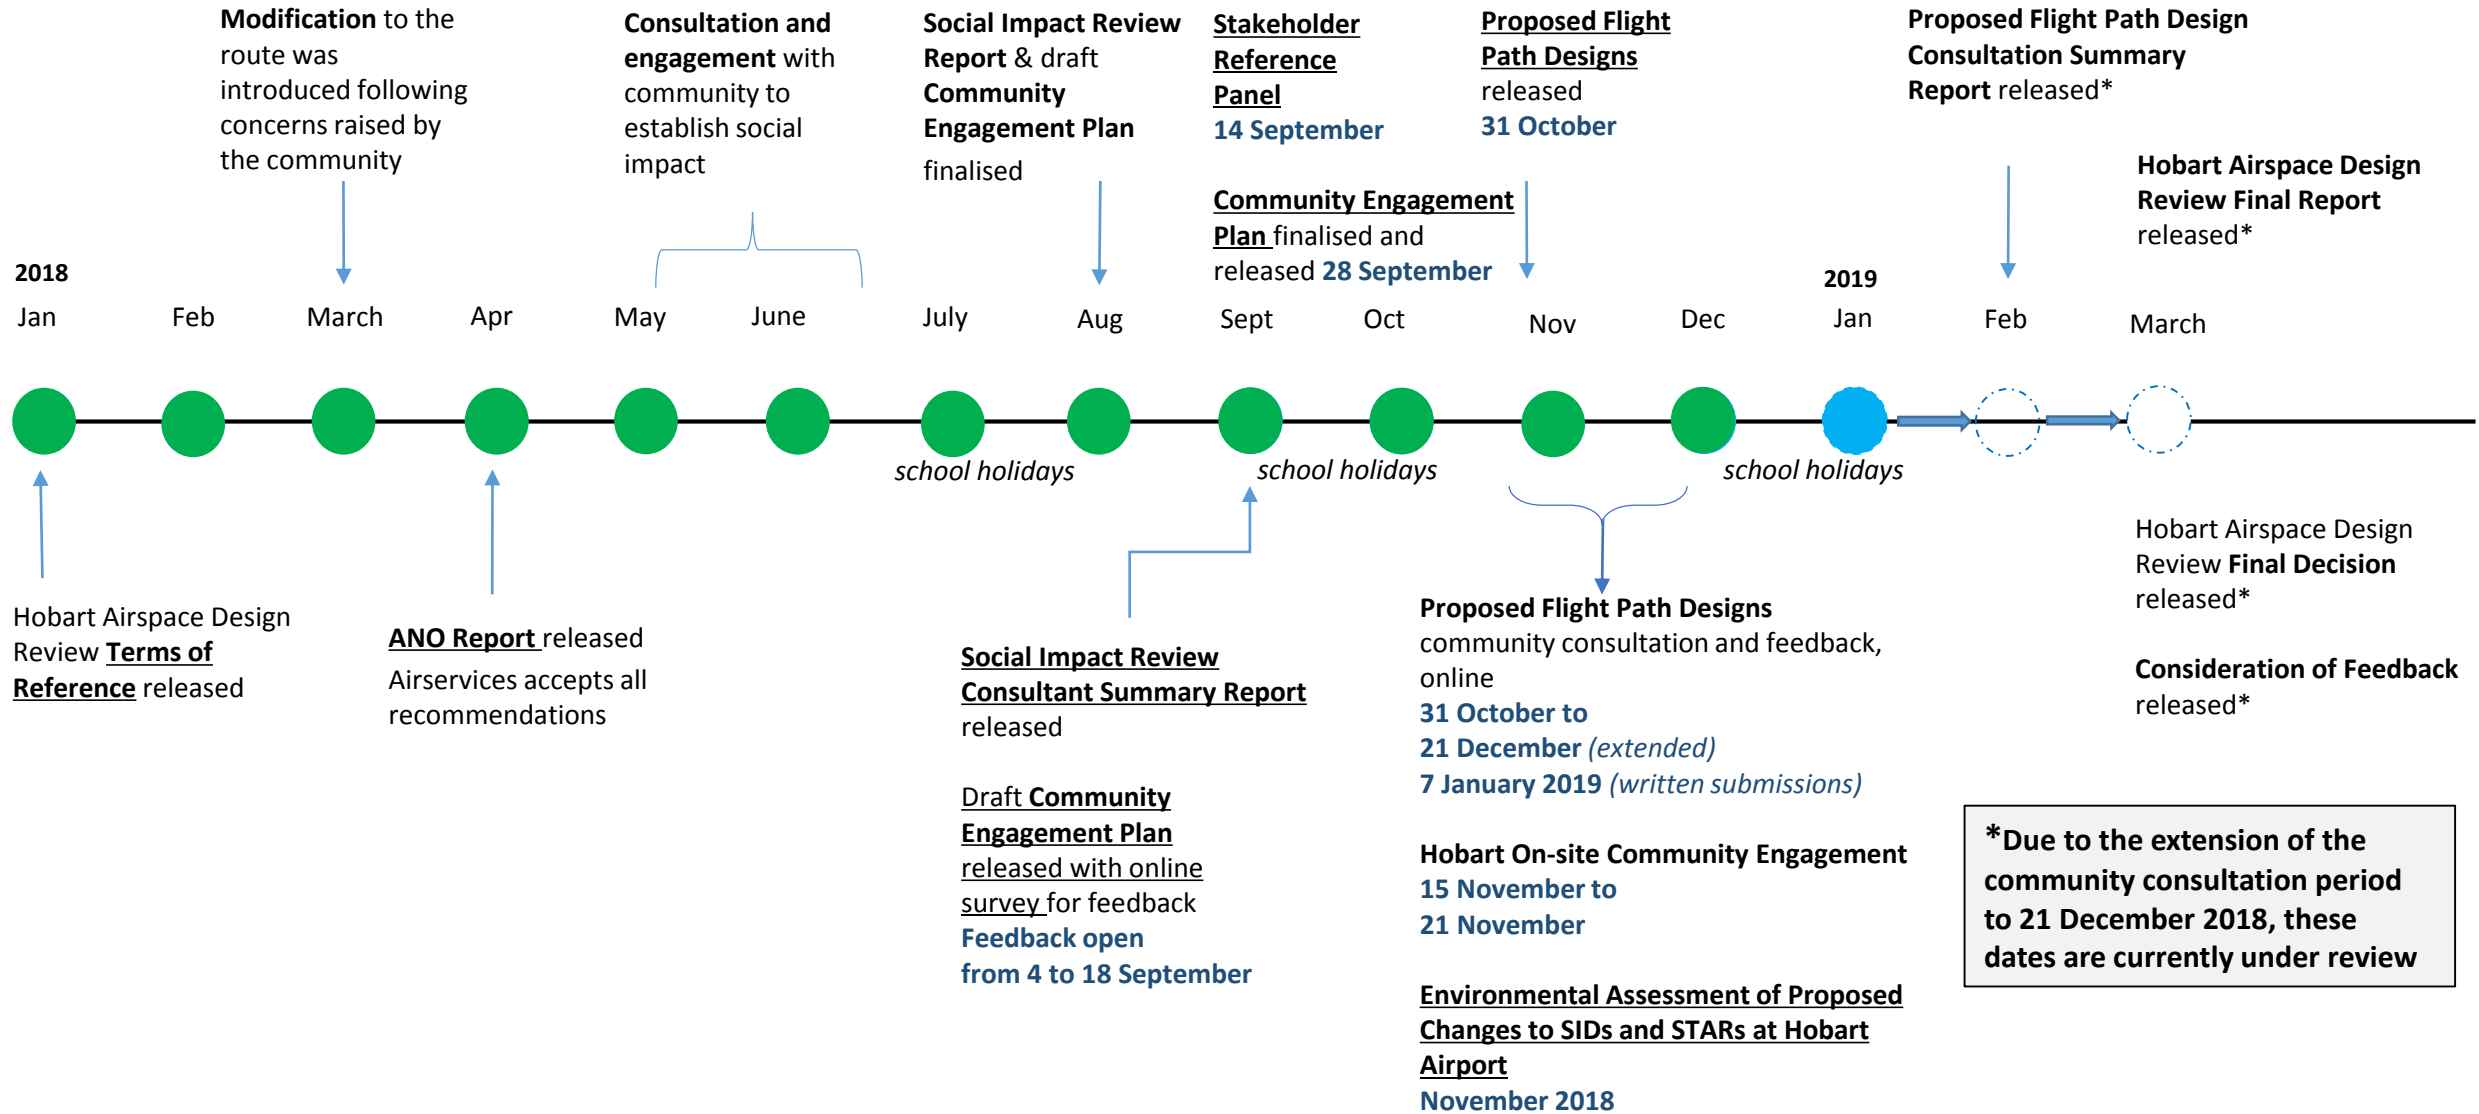 Modification to the
route was
introduced following
concerns raised by
the community
Consultation and
engagement with
community to
establish social
impact
Social Impact Review
Report & draft
Community
Engagement Plan
finalised
Stakeholder
Reference
Panel
14 September
Community Engagement
Plan finalised and
released 28 September
Proposed Flight
Path Designs
released
31 October
Proposed Flight Path Design
Consultation Summary
Report released*
Hobart Airspace Design
Review Final Report
released*
2018
2019
Jan
Feb
March
Apr
May
June
July
Aug
Sept
Oct
Nov
Dec
Jan
Feb
March
school holidays
school holidays
school holidays
Hobart Airspace Design
Review Terms of
Reference released
ANO Report released
Airservices accepts all
recommendations
Social Impact Review
Consultant Summary Report
released
Draft Community
Engagement Plan
released with online
survey for feedback
Feedback open
from 4 to 18 September
Proposed Flight Path Designs
community consultation and feedback,
online
31 October to
21 December (extended)
7 January 2019 (written submissions)
Hobart On-site Community Engagement
15 November to
21 November
Environmental Assessment of Proposed
Changes to SIDs and STARs at Hobart
Airport
November 2018
Hobart Airspace Design
Review Final Decision
released*
Consideration of Feedback
released*
*Due to the extension of the
community consultation period
to 21 December 2018, these
dates are currently under review